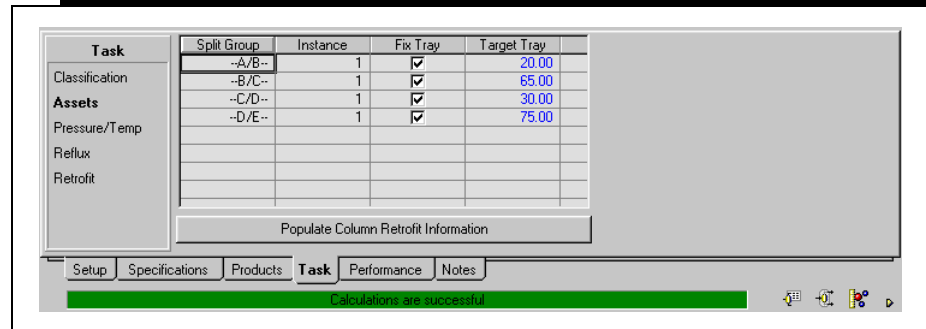 Task
Classification
Assets
Pressure/Temp
Reflux
Retrofit
Split Group Instance Fix Tray Target Tray
--A/B-- 1 20.00
--B/C-- 1 65.00
--C/D-- 1 30.00
--D/E-- 1 75.00
Populate Column Retrofit Information
Setup Specifications Products Task Performance Notes
Calculations are successful